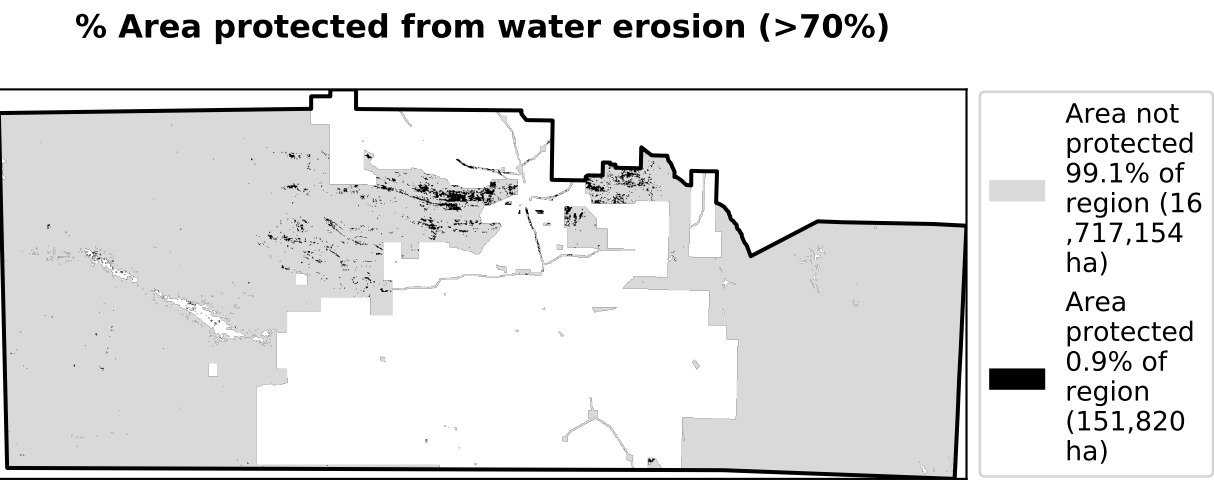 % Area protected from water erosion (>70%)
Area not
protected
99.1% of
region (16
,717,154
ha)
Area
protected
0.9% of
region
(151,820
ha)